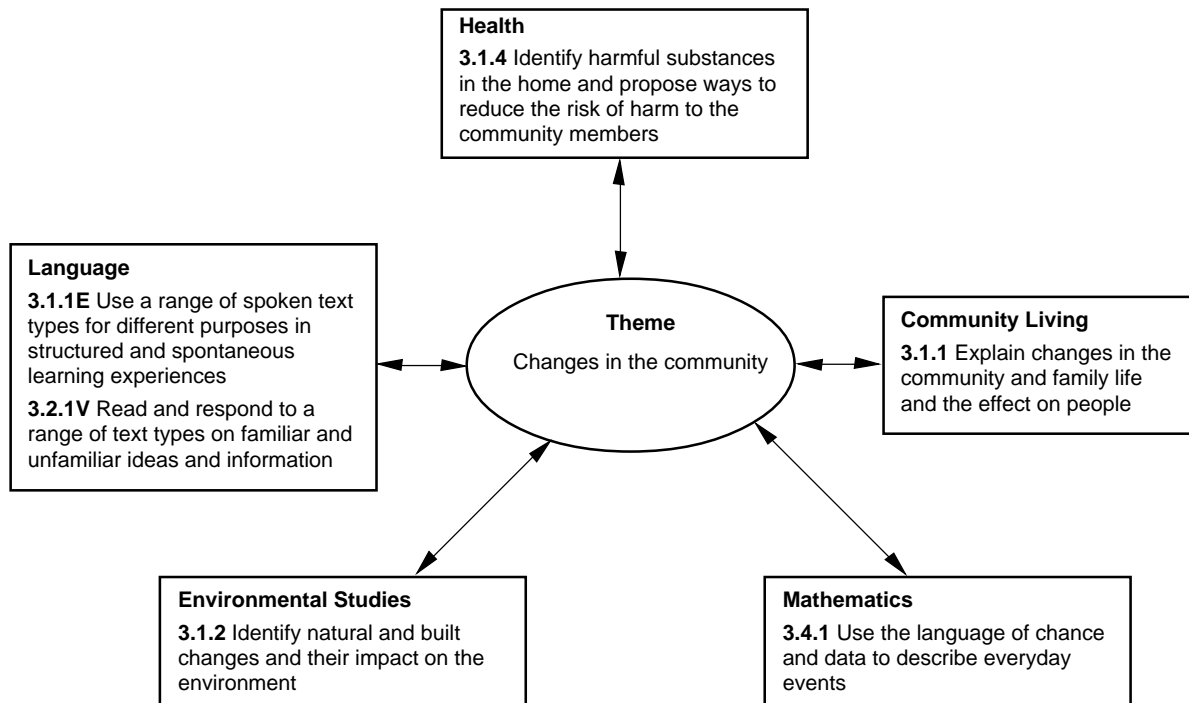 Health
3.1.4 Identify harmful substances
in the home and propose ways to
reduce the risk of harm to the
community members
Language
3.1.1E Use a range of spoken text
types for different purposes in
structured and spontaneous
learning experiences
3.2.1V Read and respond to a
range of text types on familiar and
unfamiliar ideas and information
Theme
Changes in the community
Community Living
3.1.1 Explain changes in the
community and family life
and the effect on people
Environmental Studies
3.1.2 Identify natural and built
changes and their impact on the
environment
Mathematics
3.4.1 Use the language of chance
and data to describe everyday
events